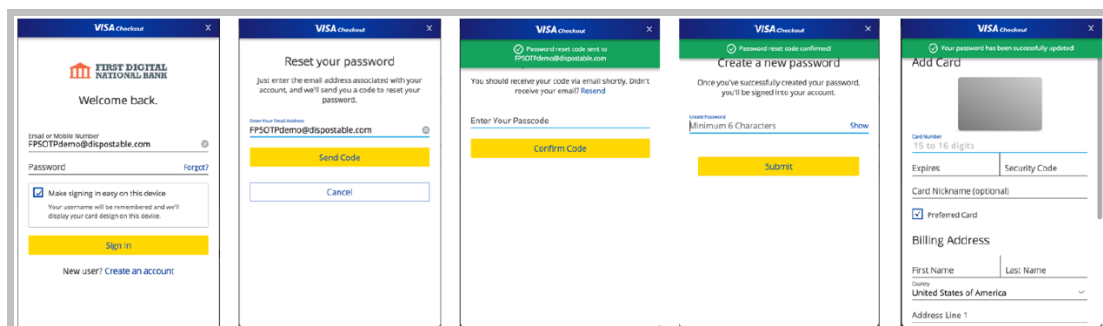 VISA Checkout X
FIRST DIGITAL
NATIONAL BANK
Welcome back.
Email or Mobile Number
FPSOTPdemo@dispostable.com
Password Forgot?
Make signing in easy on this device
Your username will be remembered and we'll
display your card design on this device.
Sign In
New user? Create an account
VISA Checkout X
Reset your password
Just enter the email address associated with your
account, and we'll send you a code to reset your
password.
Enter Your Email Address
FPSOTPdemo@dispostable.com
Send Code
Cancel
VISA Checkout X
Password reset code sent to
FPSOTPdemo@dispostable.com
You should receive your code via email shortly. Didn't
receive your email? Resend
Enter Your Passcode
Confirm Code
VISA Checkout X
Password reset code confirmed!
Create a new password
Once you've successfully created your password,
you'll be signed into your account.
Create Password
Minimum 6 Characters Show
Submit
VISA Checkout X
Your password has been successfully updated!
Add Card
Card Number
15 to 16 digits
Expires Security Code
Card Nickname (optional)
Preferred Card
Billing Address
First Name Last Name
Country
United States of America
Address Line 1